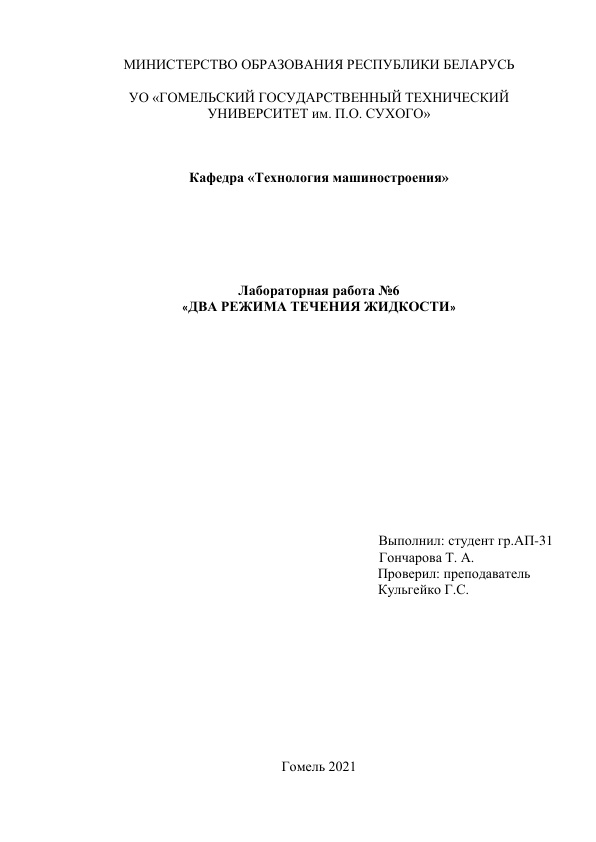 МИНИСТЕРСТВО ОБРАЗОВАНИЯ РЕСПУБЛИКИ БЕЛАРУСЬ
УО «ГОМЕЛЬСКИЙ ГОСУДАРСТВЕННЫЙ ТЕХНИЧЕСКИЙ
УНИВЕРСИТЕТ им. П.О. СУХОГО»
Кафедра «Технология машиностроения»
Лабораторная работа №6
«ДВА РЕЖИМА ТЕЧЕНИЯ ЖИДКОСТИ»
Выполнил: студент гр.АП-31
Гончарова Т. А.
Проверил: преподаватель
Кульгейко Г.С.
Гомель 2021